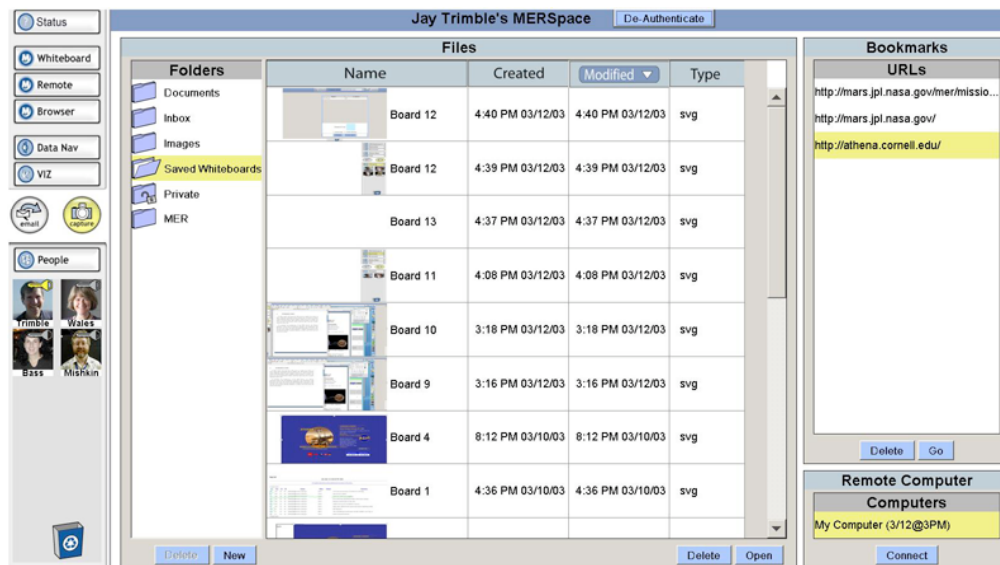 Status
Whiteboard
Remote
Browser
Data Nav
VIZ
email
capture
People
Trimble
Wales
Bass
Mishkin
Jay Trimble's MERSpace
De-Authenticate
Files
Folders
Documents
Inbox
Images
Saved Whiteboards
Private
MER
Name Created Modified Type
Board 12 4:40 PM 03/12/03 4:40 PM 03/12/03 svg
Board 12 4:39 PM 03/12/03 4:39 PM 03/12/03 svg
Board 13 4:37 PM 03/12/03 4:37 PM 03/12/03 svg
Board 11 4:08 PM 03/12/03 4:08 PM 03/12/03 svg
Board 10 3:18 PM 03/12/03 3:18 PM 03/12/03 svg
Board 9 3:16 PM 03/12/03 3:16 PM 03/12/03 svg
Board 4 8:12 PM 03/10/03 8:12 PM 03/10/03 svg
Board 1 4:36 PM 03/10/03 4:36 PM 03/10/03 svg
Delete New
Delete Open
Bookmarks
URLs
http://mars.jpl.nasa.gov/mer/missio...
http://mars.jpl.nasa.gov/
http://athena.cornell.edu/
Delete Go
Remote Computer
Computers
My Computer (3/12@3PM)
Connect